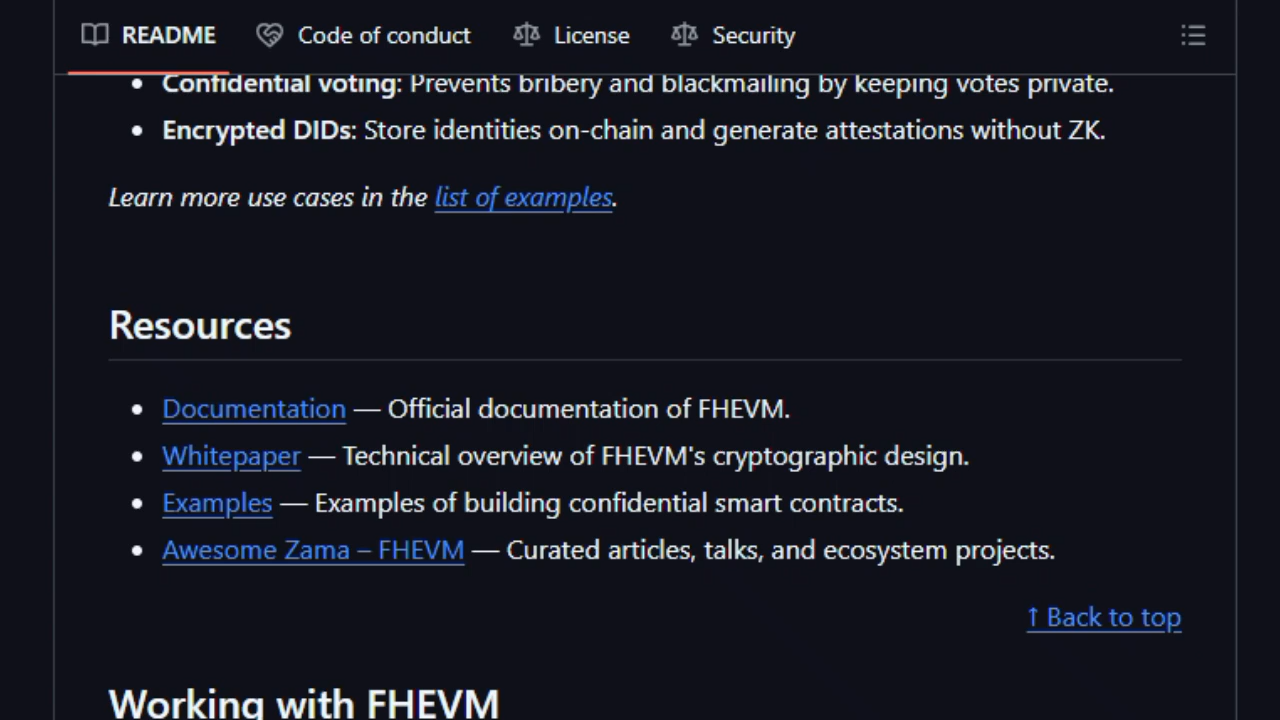 README
Code of conduct
License
Security
Confidential voting: Prevents bribery and blackmailing by keeping votes private.
Encrypted DIDs: Store identities on-chain and generate attestations without ZK.
Learn more use cases in the list of examples.
Resources
Documentation — Official documentation of FHEVM.
Whitepaper — Technical overview of FHEVM's cryptographic design.
Examples — Examples of building confidential smart contracts.
Awesome Zama – FHEVM — Curated articles, talks, and ecosystem projects.
↑ Back to top
Working with FHEVM